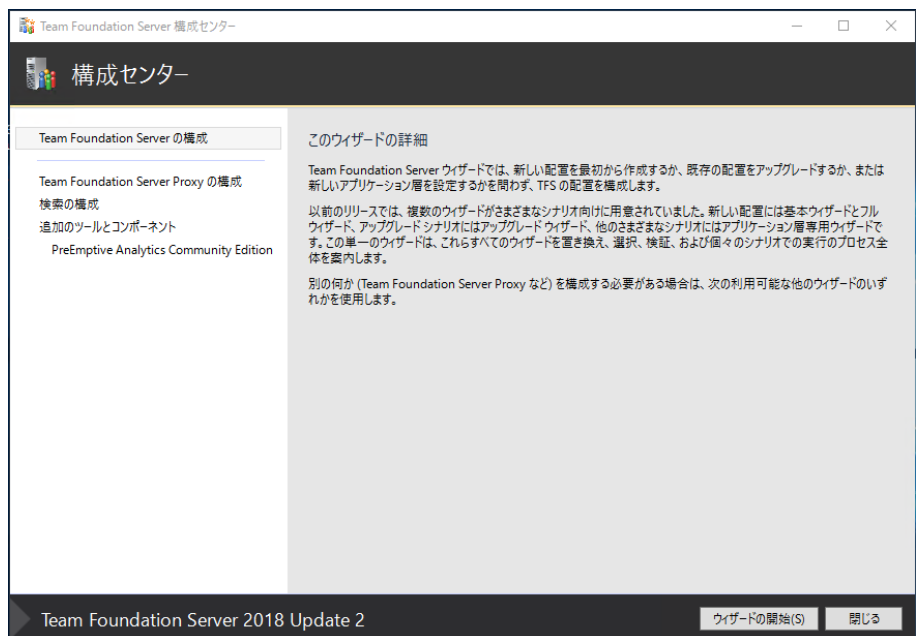 Team Foundation Server 構成センター
構成センター
Team Foundation Server の構成
Team Foundation Server Proxy の構成
検索の構成
追加のツールとコンポーネント
PreEmptive Analytics Community Edition
このウィザードの詳細
Team Foundation Server ウィザードでは、新しい配置を最初から作成するか、既存の配置をアップグレードするか、または
新しいアプリケーション層を設定するかを問わず、TFS の配置を構成します。
以前のリリースでは、複数のウィザードがさまざまなシナリオ向けに用意されていました。新しい配置には基本ウィザードとフル
ウィザード、アップグレード シナリオにはアップグレード ウィザード、他のさまざまなシナリオにはアプリケーション層専用ウィザードで
す。この単一のウィザードは、これらすべてのウィザードを置き換え、選択、検証、および個々のシナリオでの実行のプロセス全
体を案内します。
別の何か (Team Foundation Server Proxy など) を構成する必要がある場合は、次の利用可能な他のウィザードのいず
れかを使用します。
Team Foundation Server 2018 Update 2
ウィザードの開始(S)
閉じる